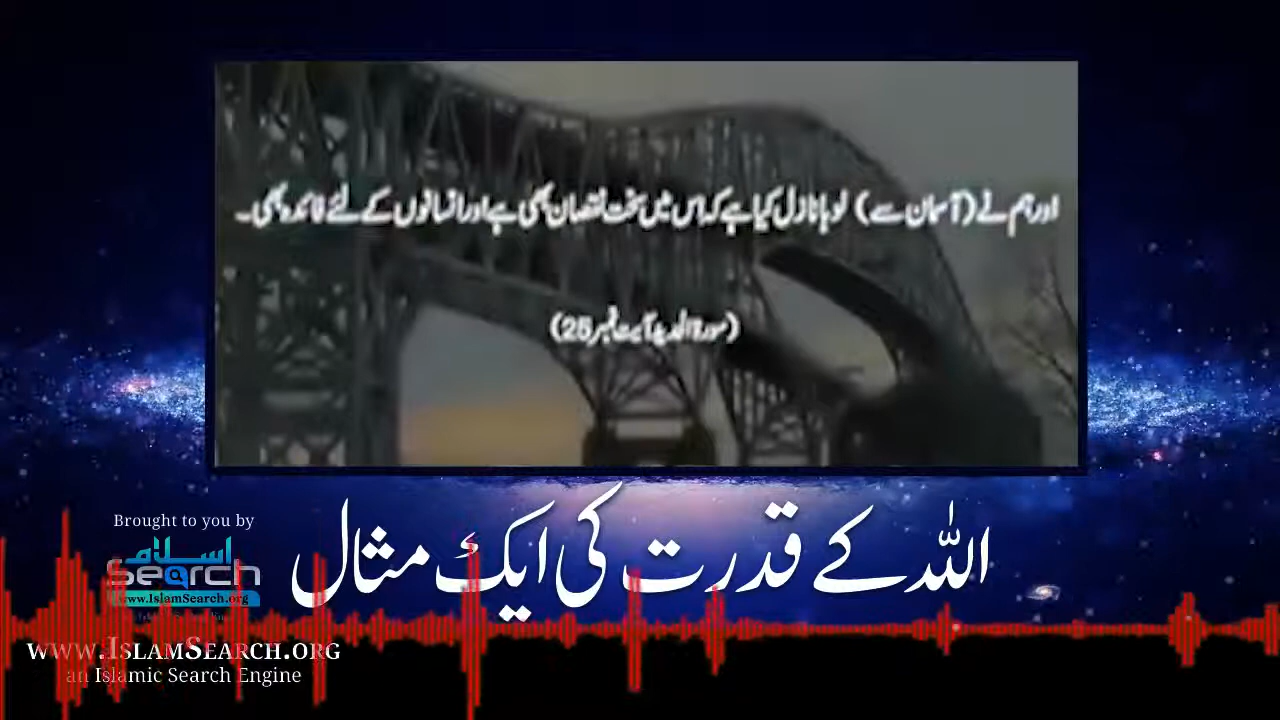 اور ہم نے (آسمان سے) لوہا نازل کیا ہے کہ اس میں سخت نقصان بھی ہے اور انسانوں کے لئے فائدہ بھی۔
(سورۃ الحدید آیت نمبر 25)
اللہ کے قدرت کی ایک مثال
Brought to you by
اسلام
search
www.IslamSearch.org
www.IslamSearch.org
an Islamic Search Engine